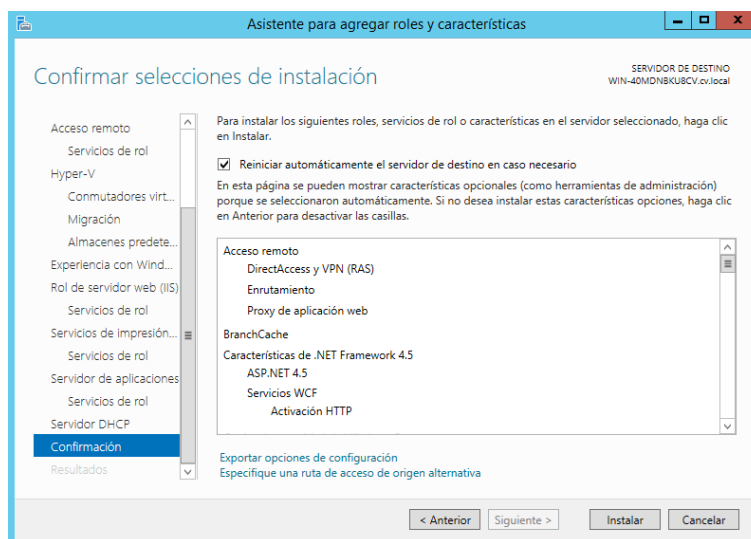 Asistente para agregar roles y características
Confirmar selecciones de instalación
SERVIDOR DE DESTINO
WIN-40MDNBKU8CV.cv.local
Acceso remoto
Servicios de rol
Hyper-V
Conmutadores virt...
Migración
Almacenes predete...
Experiencia con Wind...
Rol de servidor web (IIS)
Servicios de rol
Servicios de impresión...
Servicios de rol
Servidor de aplicaciones
Servicios de rol
Servidor DHCP
Confirmación
Resultados
Para instalar los siguientes roles, servicios de rol o características en el servidor seleccionado, haga clic
en Instalar.
Reiniciar automáticamente el servidor de destino en caso necesario
En esta página se pueden mostrar características opcionales (como herramientas de administración)
porque se seleccionaron automáticamente. Si no desea instalar estas características opciones, haga clic
en Anterior para desactivar las casillas.
Acceso remoto
DirectAccess y VPN (RAS)
Enrutamiento
Proxy de aplicación web
BranchCache
Características de .NET Framework 4.5
ASP.NET 4.5
Servicios WCF
Activación HTTP
Exportar opciones de configuración
Especifique una ruta de acceso de origen alternativa
< Anterior
Siguiente >
Instalar
Cancelar